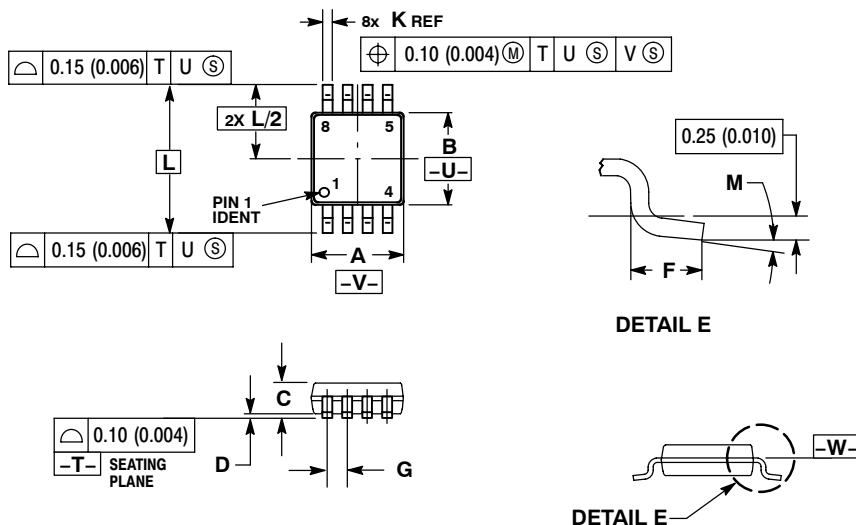 8x K REF
⌖ 0.10 (0.004) Ⓜ T U Ⓢ V Ⓢ
⌓ 0.15 (0.006) T U Ⓢ
2X L/2
8 5
B
–U–
L
PIN 1
IDENT
1
4
⌓ 0.15 (0.006) T U Ⓢ
A
–V–
0.25 (0.010)
M
F
DETAIL E
C
⌓ 0.10 (0.004)
–T– SEATING
PLANE
D
G
–W–
DETAIL E